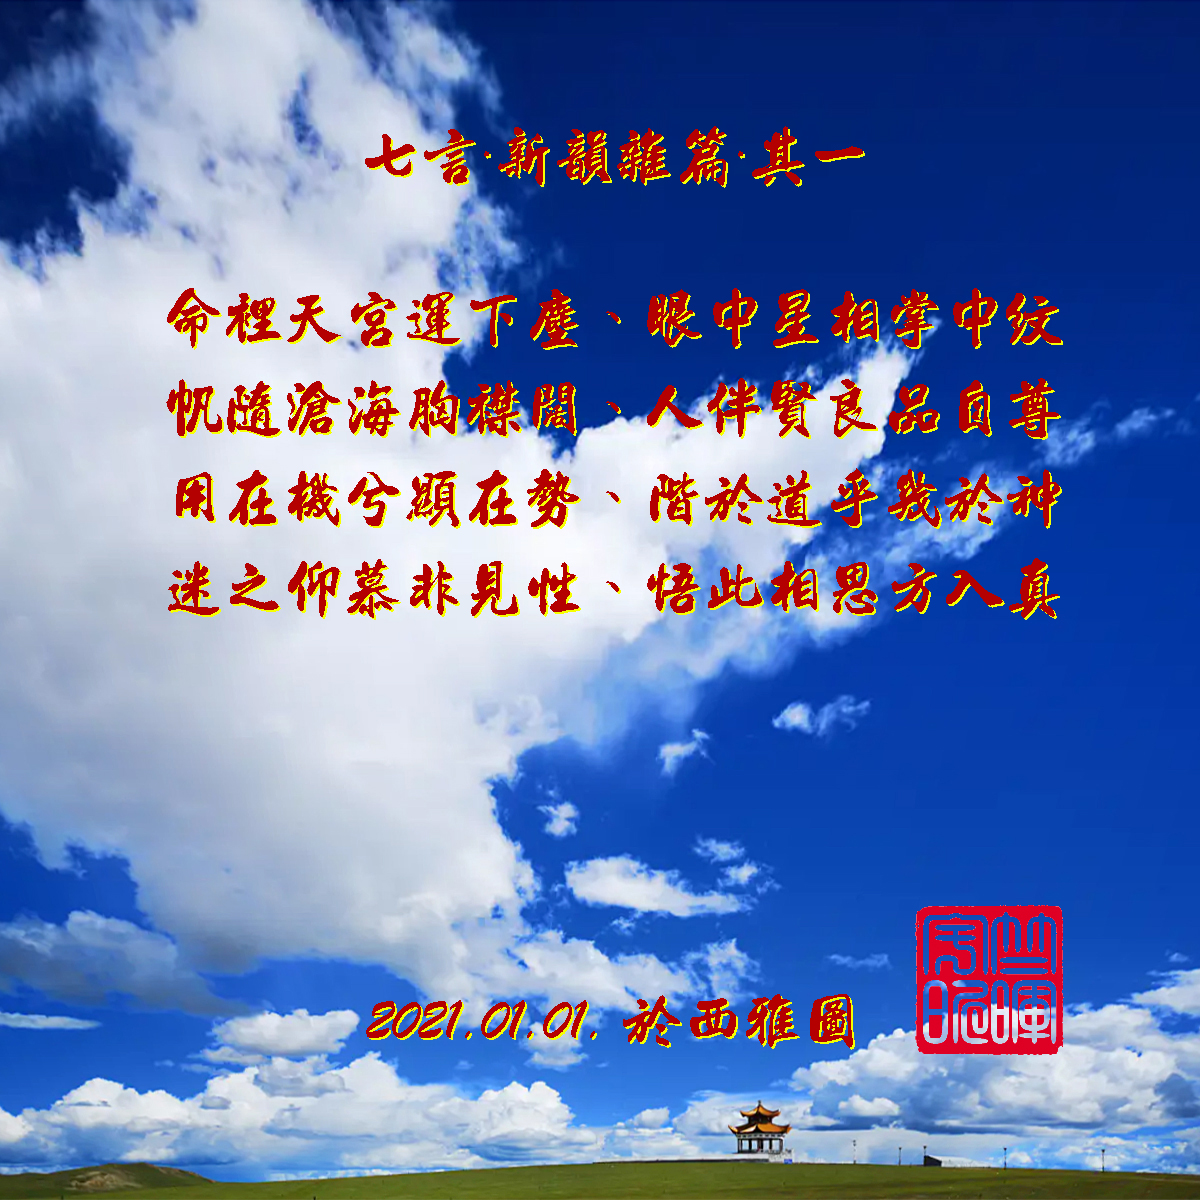 七言·新韻雜篇·其一
命裡天宮運下塵、眼中星相掌中紋
帆隨滄海胸襟闊、人伴賢良品自尊
用在機兮顯在勢、階於道乎幾於神
迷之仰慕非見性、悟此相思方入真
2021.01.01. 於西雅圖